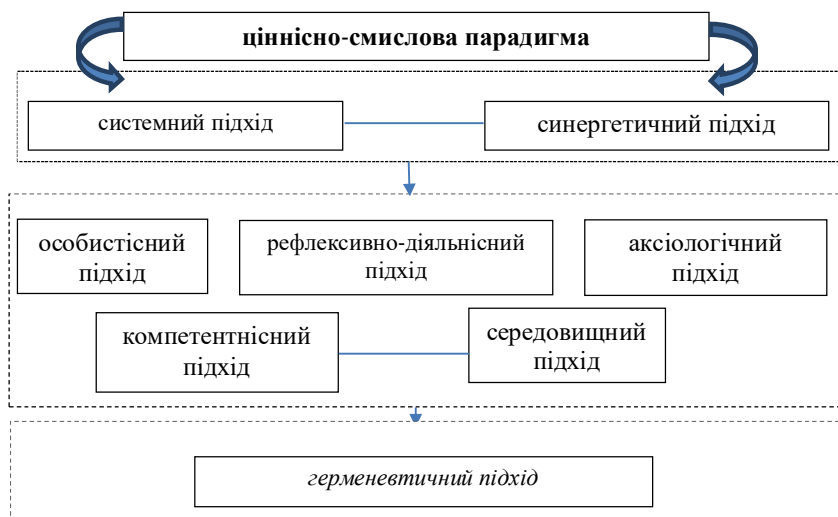 ціннісно-смислова парадигма
системний підхід
синергетичний підхід
особистісний
підхід
рефлексивно-діяльнісний
підхід
аксіологічний
підхід
компетентнісний
підхід
середовищний
підхід
герменевтичний підхід